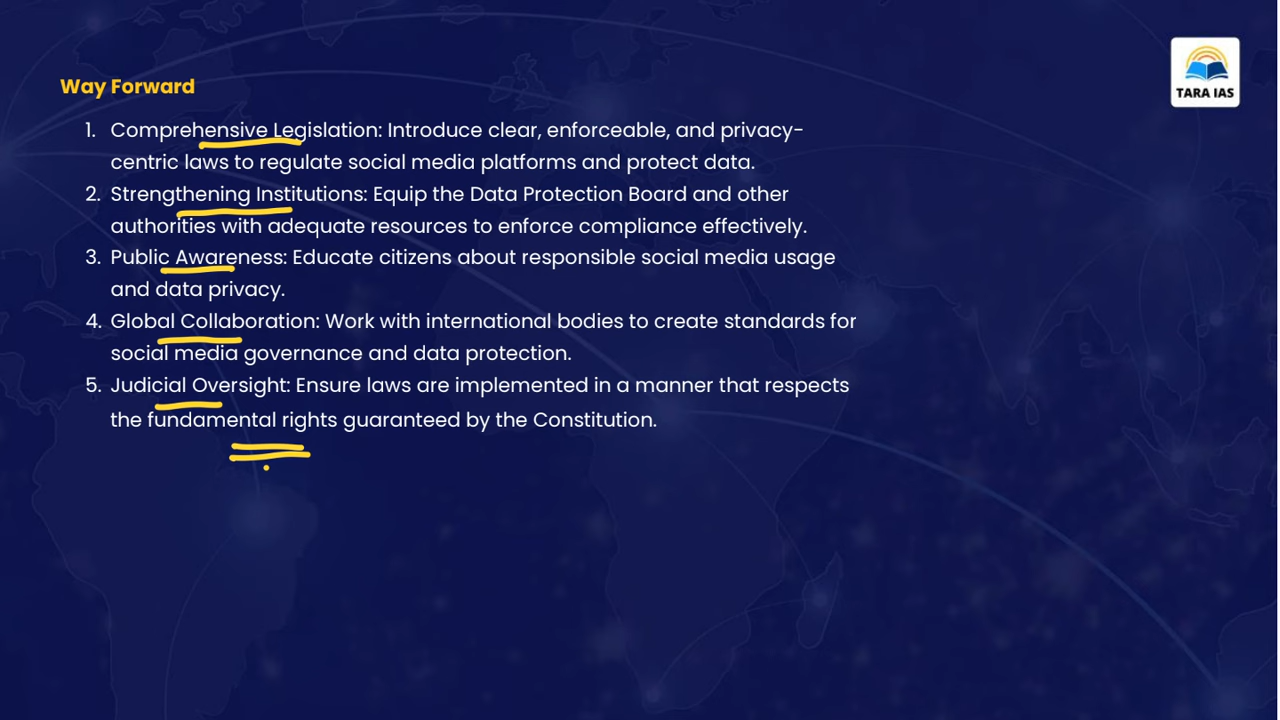 TARA IAS
Way Forward
1. Comprehensive Legislation: Introduce clear, enforceable, and privacy-
centric laws to regulate social media platforms and protect data.
2. Strengthening Institutions: Equip the Data Protection Board and other
authorities with adequate resources to enforce compliance effectively.
3. Public Awareness: Educate citizens about responsible social media usage
and data privacy.
4. Global Collaboration: Work with international bodies to create standards for
social media governance and data protection.
5. Judicial Oversight: Ensure laws are implemented in a manner that respects
the fundamental rights guaranteed by the Constitution.